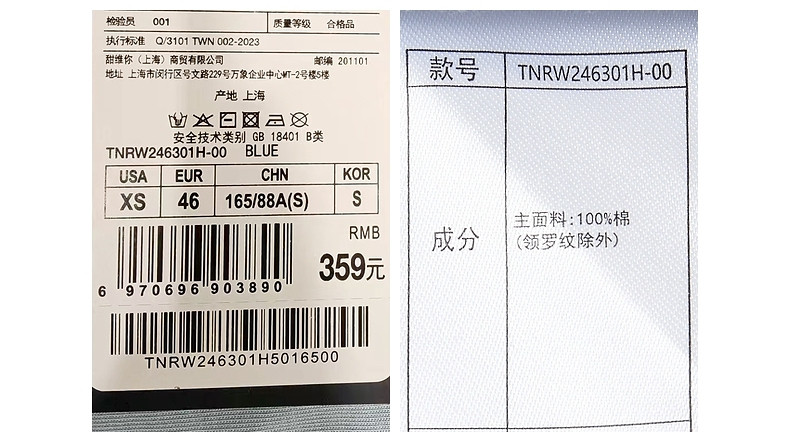 检验员 001 质量等级 合格品
执行标准 Q/3101 TWN 002-2023
甜维你（上海）商贸有限公司 邮编 201101
地址 上海市闵行区号文路229号万象企业中心MT-2号楼5楼
产地 上海
安全技术类别 GB 18401 B类
TNRW246301H-00 BLUE
USA EUR CHN KOR
XS 46 165/88A(S) S
RMB
359元
6 970696 903890
TNRW246301H5016500
款号 TNRW246301H-00
成分 主面料:100%棉
(领罗纹除外)